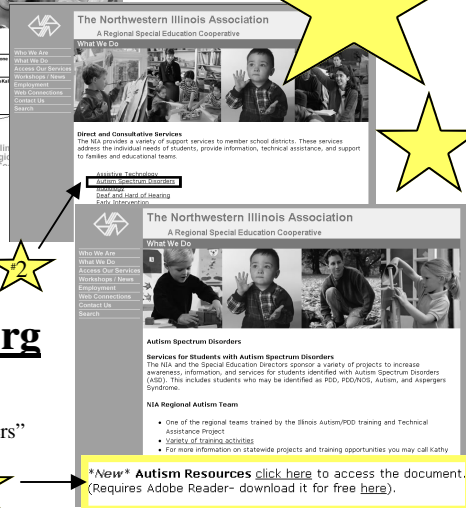 The Northwestern Illinois Association
A Regional Special Education Cooperative
What We Do
Who We Are
What We Do
Access Our Services
Workshops / News
Employment
Web Connections
Contact Us
Search
Direct and Consultative Services
The NIA provides a variety of support services to member school districts. These services
address the individual needs of students, provide information, technical assistance, and support
to families and educational teams.
Assistive Technology
Autism Spectrum Disorders
Audiology
Deaf and Hard of Hearing
Early Intervention
#2
rg
rs”
The Northwestern Illinois Association
A Regional Special Education Cooperative
What We Do
Who We Are
What We Do
Access Our Services
Workshops / News
Employment
Web Connections
Contact Us
Search
Autism Spectrum Disorders
Services for Students with Autism Spectrum Disorders
The NIA and the Special Education Directors sponsor a variety of projects to increase
awareness, information, and services for students identified with Autism Spectrum Disorders
(ASD). This includes students who may be identified as PDD, PDD/NOS, Autism, and Aspergers
Syndrome.
NIA Regional Autism Team
• One of the regional teams trained by the Illinois Autism/PDD training and Technical
Assistance Project
• Variety of training activities
• For more information on statewide projects and training opportunities you may call Kathy
*New* Autism Resources click here to access the document.
(Requires Adobe Reader– download it for free here).